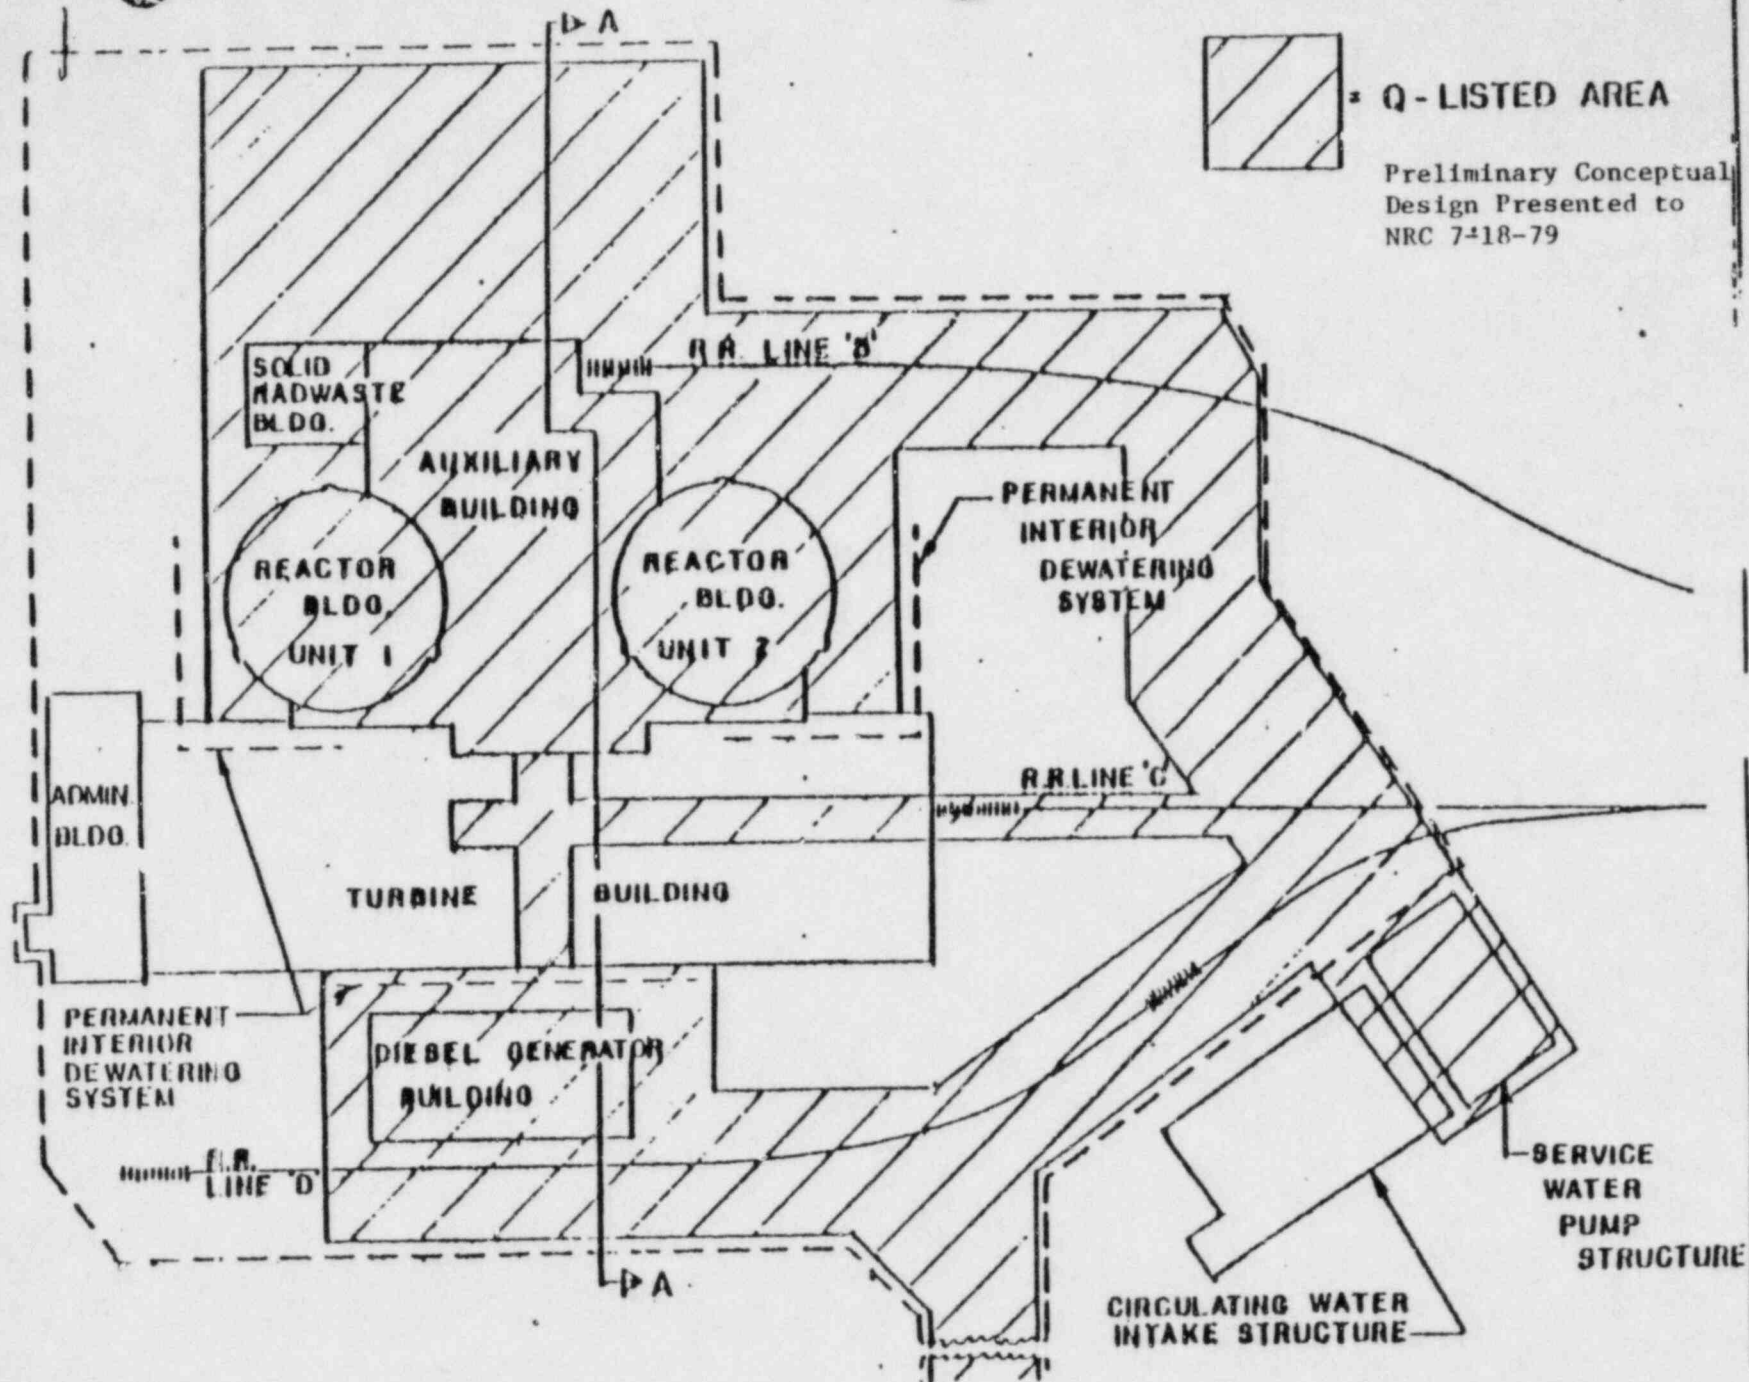 A
= Q-LISTED AREA
Preliminary Conceptual
Design Presented to
NRC 7-18-79
R.R. LINE 'B'
SOLID
RADWASTE
BLDG.
AUXILIARY
BUILDING
PERMANENT
INTERIOR
DEWATERING
SYSTEM
REACTOR
BLDG.
UNIT 1
REACTOR
BLDG.
UNIT 2
R.R. LINE 'C'
ADMIN.
BLDG.
TURBINE BUILDING
PERMANENT
INTERIOR
DEWATERING
SYSTEM
DIESEL GENERATOR
BUILDING
R.R.
LINE 'D'
A
SERVICE
WATER
PUMP
STRUCTURE
CIRCULATING WATER
INTAKE STRUCTURE